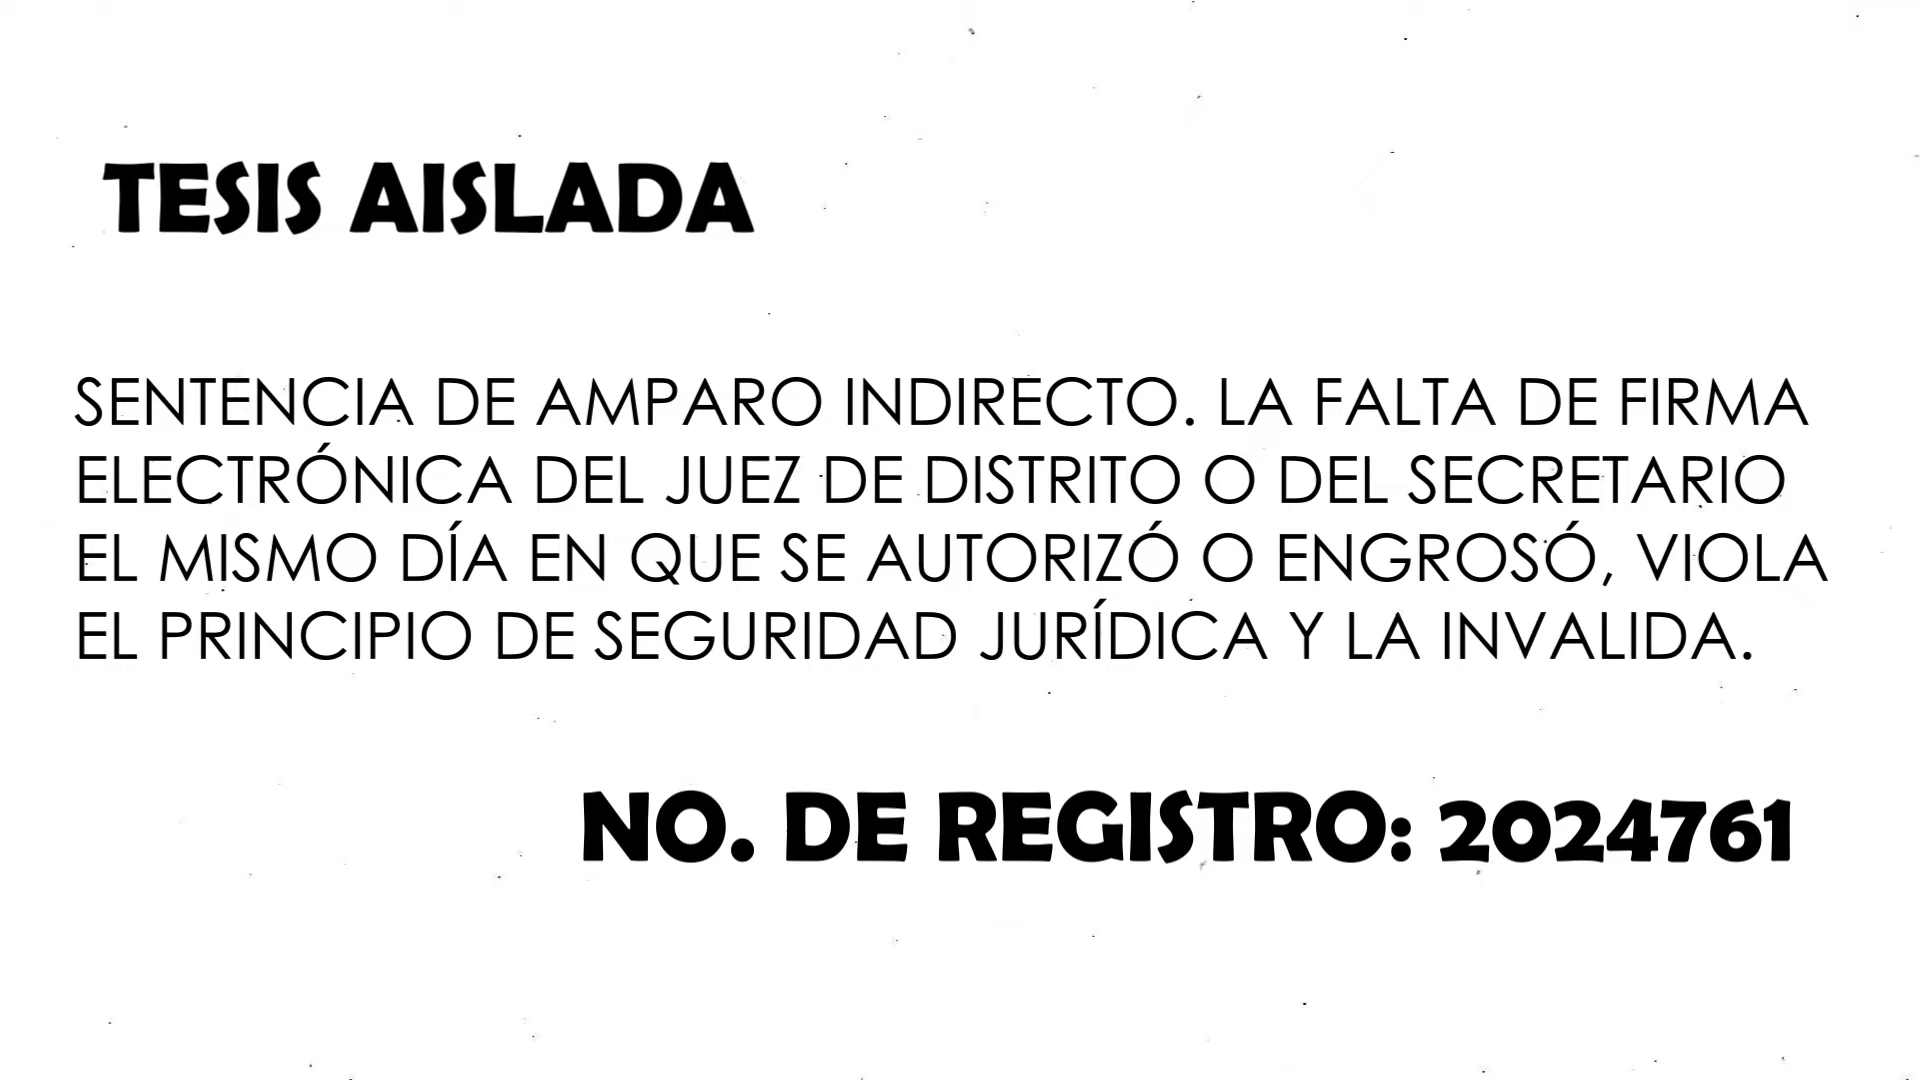 TESIS AISLADA
SENTENCIA DE AMPARO INDIRECTO. LA FALTA DE FIRMA
ELECTRÓNICA DEL JUEZ DE DISTRITO O DEL SECRETARIO
EL MISMO DÍA EN QUE SE AUTORIZÓ O ENGROSÓ, VIOLA
EL PRINCIPIO DE SEGURIDAD JURÍDICA Y LA INVALIDA.
NO. DE REGISTRO: 2024761